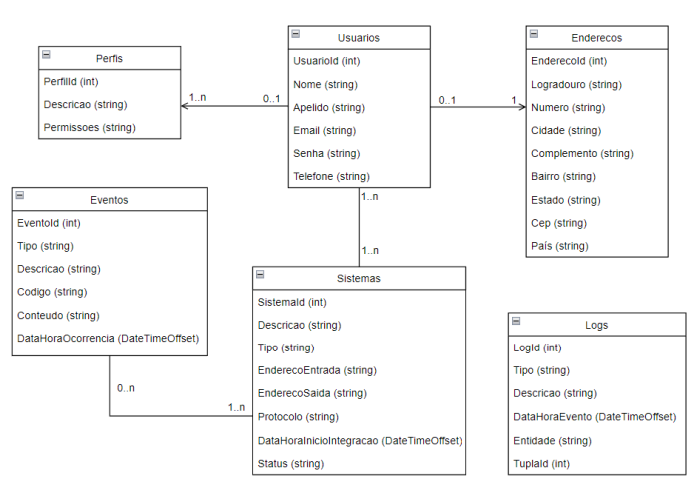 Perfis
PerfilId (int)
Descricao (string)
Permissoes (string)
1..n
0..1
Usuarios
UsuarioId (int)
Nome (string)
Apelido (string)
Email (string)
Senha (string)
Telefone (string)
0..1
1
Enderecos
EnderecoId (int)
Logradouro (string)
Numero (string)
Cidade (string)
Complemento (string)
Bairro (string)
Estado (string)
Cep (string)
País (string)
1..n
1..n
Eventos
EventoId (int)
Tipo (string)
Descricao (string)
Codigo (string)
Conteudo (string)
DataHoraOcorrencia (DateTimeOffset)
0..n
1..n
Sistemas
SistemaId (int)
Descricao (string)
Tipo (string)
EnderecoEntrada (string)
EnderecoSaida (string)
Protocolo (string)
DataHoraInicioIntegracao (DateTimeOffset)
Status (string)
Logs
LogId (int)
Tipo (string)
Descricao (string)
DataHoraEvento (DateTimeOffset)
Entidade (string)
TuplaId (int)